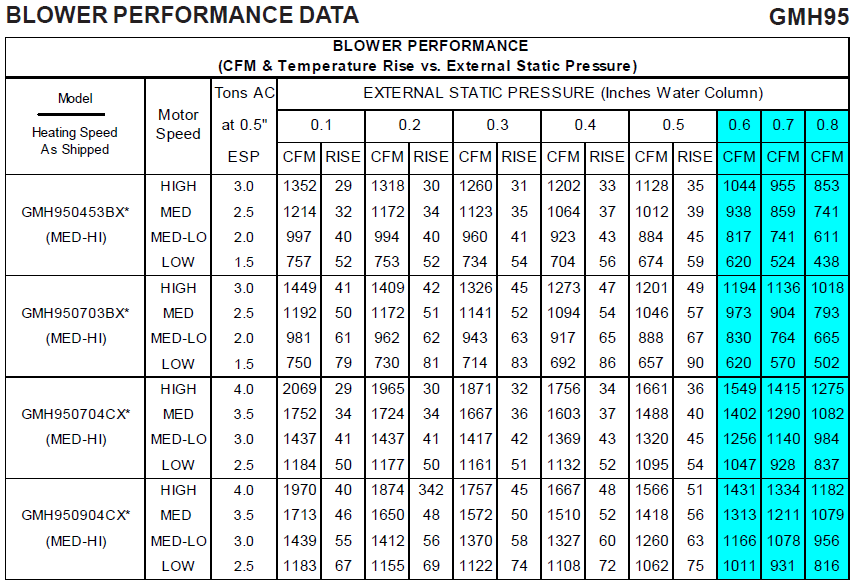 BLOWER PERFORMANCE DATA GMH95
BLOWER PERFORMANCE
(CFM & Temperature Rise vs. External Static Pressure)
Model Motor Speed Tons AC at 0.5" ESP EXTERNAL STATIC PRESSURE (Inches Water Column)
Heating Speed As Shipped 0.1 0.2 0.3 0.4 0.5 0.6 0.7 0.8
CFM RISE CFM RISE CFM RISE CFM RISE CFM RISE CFM CFM CFM
HIGH 3.0 1352 29 1318 30 1260 31 1202 33 1128 35 1044 955 853
GMH950453BX* MED 2.5 1214 32 1172 34 1123 35 1064 37 1012 39 938 859 741
(MED-HI) MED-LO 2.0 997 40 994 40 960 41 923 43 884 45 817 741 611
LOW 1.5 757 52 753 52 734 54 704 56 674 59 620 524 438
HIGH 3.0 1449 41 1409 42 1326 45 1273 47 1201 49 1194 1136 1018
GMH950703BX* MED 2.5 1192 50 1172 51 1141 52 1094 54 1046 57 973 904 793
(MED-HI) MED-LO 2.0 981 61 962 62 943 63 917 65 888 67 830 764 665
LOW 1.5 750 79 730 81 714 83 692 86 657 90 620 570 502
HIGH 4.0 2069 29 1965 30 1871 32 1756 34 1661 36 1549 1415 1275
GMH950704CX* MED 3.5 1752 34 1724 34 1667 36 1603 37 1488 40 1402 1290 1082
(MED-HI) MED-LO 3.0 1437 41 1437 41 1417 42 1369 43 1320 45 1256 1140 984
LOW 2.5 1184 50 1177 50 1161 51 1132 52 1095 54 1047 928 837
HIGH 4.0 1970 40 1874 342 1757 45 1667 48 1566 51 1431 1334 1182
GMH950904CX* MED 3.5 1713 46 1650 48 1572 50 1510 52 1418 56 1313 1211 1079
(MED-HI) MED-LO 3.0 1439 55 1412 56 1370 58 1327 60 1260 63 1166 1078 956
LOW 2.5 1183 67 1155 69 1122 74 1108 72 1062 75 1011 931 816